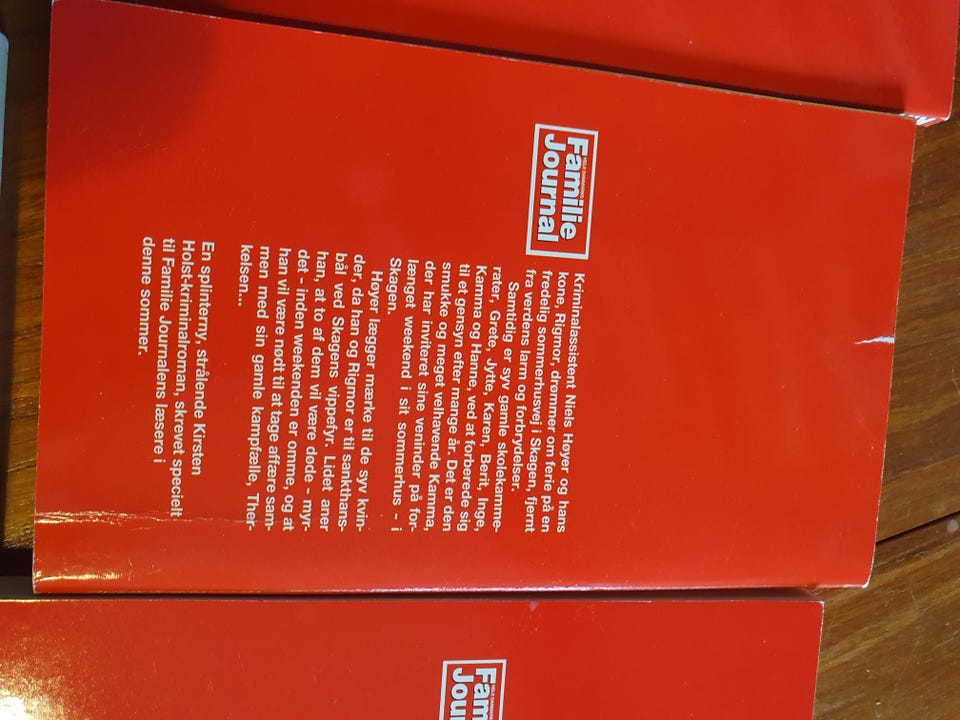 HELE DANMARKS
Familie
Journal
Kriminalassistent Niels Høyer og hans
kone, Rigmor, drømmer om ferie på en
fredelig sommerhusvej i Skagen, fjernt
fra verdens larm og forbrydelser.
Samtidig er syv gamle skolekamme-
rater, Grete, Jytte, Karen, Berit, Inge,
Kamma og Hanne, ved at forberede sig
til et gensyn efter mange år. Det er den
smukke og meget velhavende Kamma,
der har inviteret sine veninder på for-
længet weekend i sit sommerhus - i
Skagen.
Høyer lægger mærke til de syv kvin-
der, da han og Rigmor er til sankthans-
bål ved Skagens vippefyr. Lidet aner
han, at to af dem vil være døde - myr-
det - inden weekenden er omme, og at
han vil være nødt til at tage affære sam-
men med sin gamle kampfælle, Ther-
kelsen...
En splinterny, strålende Kirsten
Holst-kriminalroman, skrevet specielt
til Familie Journalens læsere i
denne sommer.
HELE DANMARKS
Fam
Jour